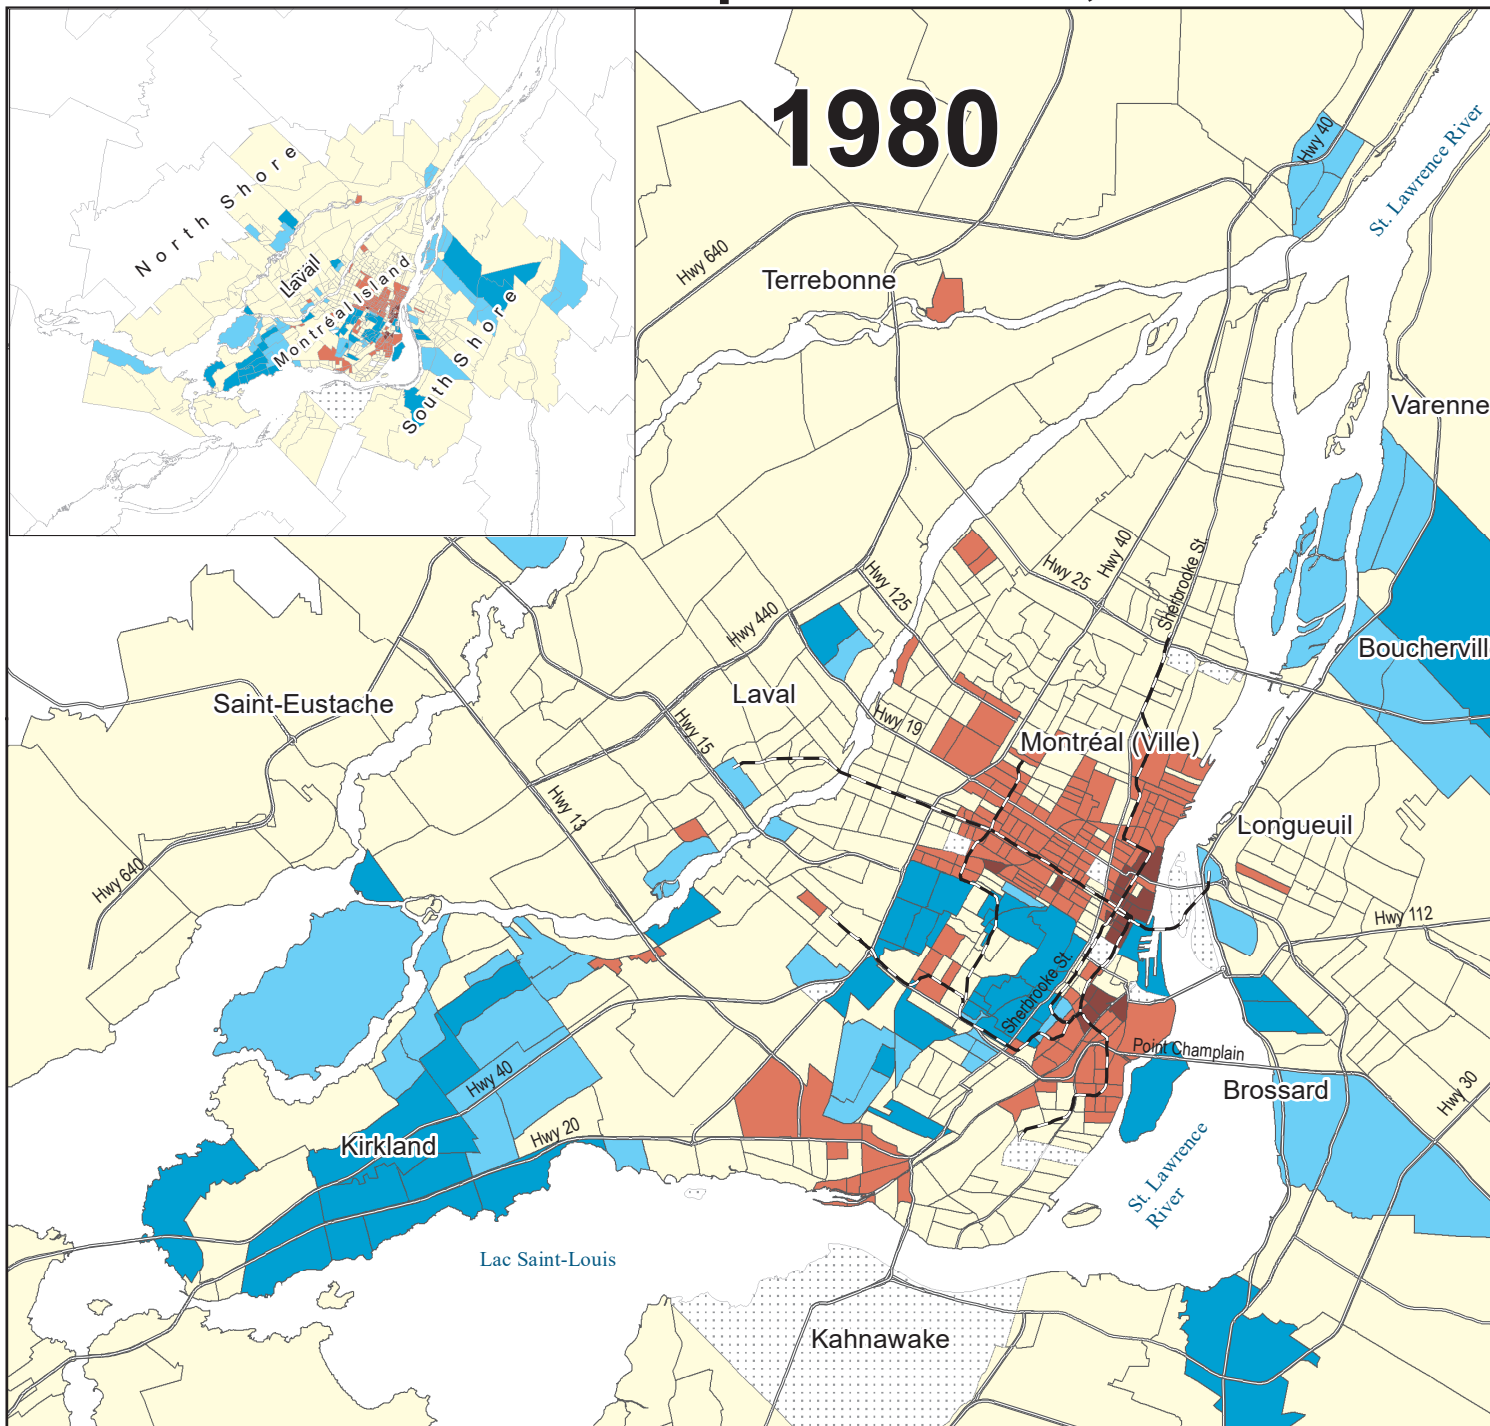 1980
North Shore
Laval
Montréal Island
South Shore
Hwy 40
St. Lawrence River
Hwy 640
Terrebonne
Varenne
Hwy 25
Hwy 40
Sherbrooke St.
Hwy 125
Hwy 440
Bouchervill
Saint-Eustache
Laval
Hwy 15
Hwy 19
Montréal (Ville)
Hwy 13
Longueuil
Hwy 640
Hwy 112
Sherbrooke St.
Point Champlain
Hwy 40
Brossard
Hwy 30
Kirkland
Hwy 20
St. Lawrence
River
Lac Saint-Louis
Kahnawake